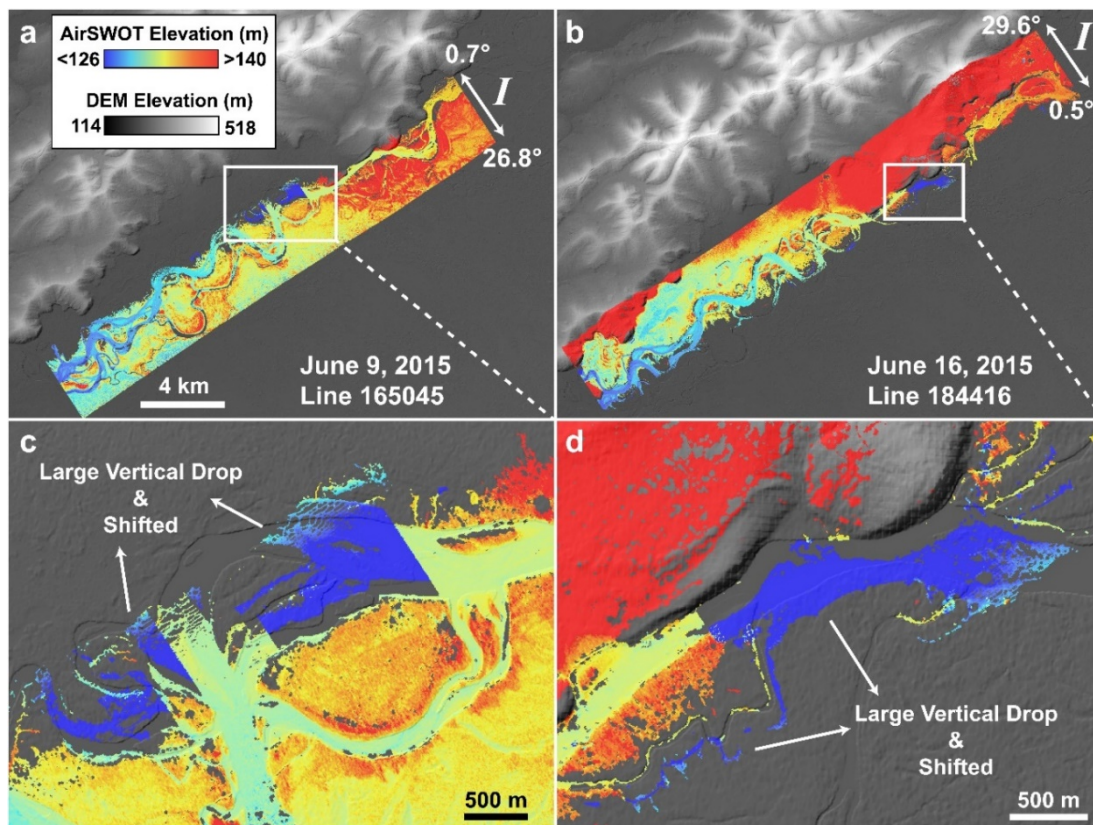 a
AirSWOT Elevation (m)
<126 >140
DEM Elevation (m)
114 518
0.7°
I
26.8°
4 km
June 9, 2015
Line 165045
b
29.6°
I
0.5°
June 16, 2015
Line 184416
c
Large Vertical Drop
&
Shifted
500 m
d
Large Vertical Drop
&
Shifted
500 m